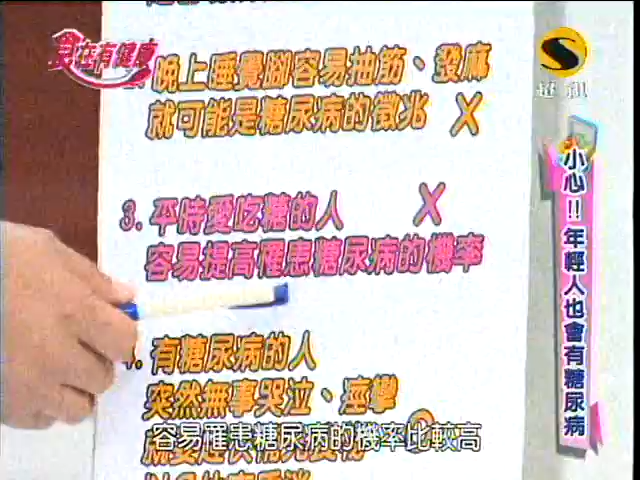 食在有健康
超視
晚上睡覺腳容易抽筋、發麻
就可能是糖尿病的徵兆 X
3. 平時愛吃糖的人 X
容易提高罹患糖尿病的機率
4. 有糖尿病的人
突然無事哭泣、痙攣
容易罹患糖尿病的機率比較高
小心!!年輕人也會有糖尿病